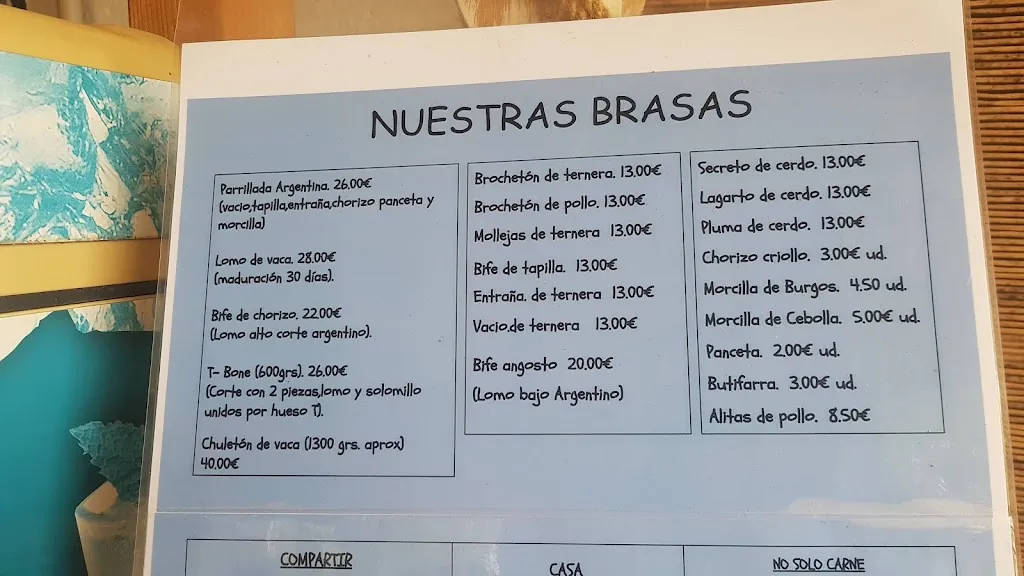 NUESTRAS BRASAS
Parrillada Argentina. 26.00€
(vacio,tapilla,entraña,chorizo panceta y
morcilla)
Lomo de vaca. 28.00€
(maduración 30 días).
Bife de chorizo. 22.00€
(Lomo alto corte argentino).
T- Bone (600grs). 26.00€
(Corte con 2 piezas,lomo y solomillo
unidos por hueso T).
Chuletón de vaca (1300 grs. aprox)
40.00€
Brochetón de ternera. 13.00€
Brochetón de pollo. 13.00€
Mollejas de ternera 13.00€
Bife de tapilla. 13.00€
Entraña. de ternera 13.00€
Vacio.de ternera 13.00€
Bife angosto 20.00€
(Lomo bajo Argentino)
Secreto de cerdo. 13.00€
Lagarto de cerdo. 13.00€
Pluma de cerdo. 13.00€
Chorizo criollo. 3.00€ ud.
Morcilla de Burgos. 4.50 ud.
Morcilla de Cebolla. 5.00€ ud.
Panceta. 2.00€ ud.
Butifarra. 3.00€ ud.
Alitas de pollo. 8.50€
COMPARTIR
CASA
NO SOLO CARNE